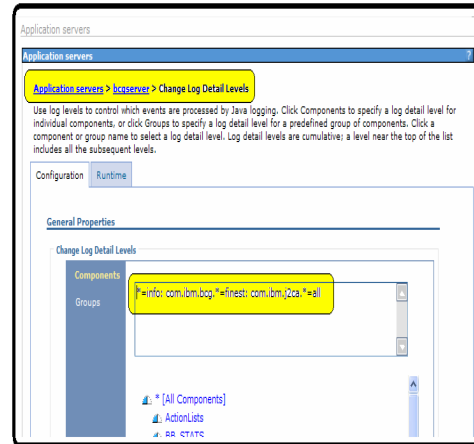 Application servers
Application servers ?
Application servers > bcgserver > Change Log Detail Levels
Use log levels to control which events are processed by Java logging. Click Components to specify a log detail level for
individual components, or click Groups to specify a log detail level for a predefined group of components. Click a
component or group name to select a log detail level. Log detail levels are cumulative; a level near the top of the list
includes all the subsequent levels.
Configuration Runtime
General Properties
Change Log Detail Levels
Components
Groups
*=info: com.ibm.bcg.*=finest: com.ibm.j2ca.*=all
* [All Components]
ActionLists
BB_STATS